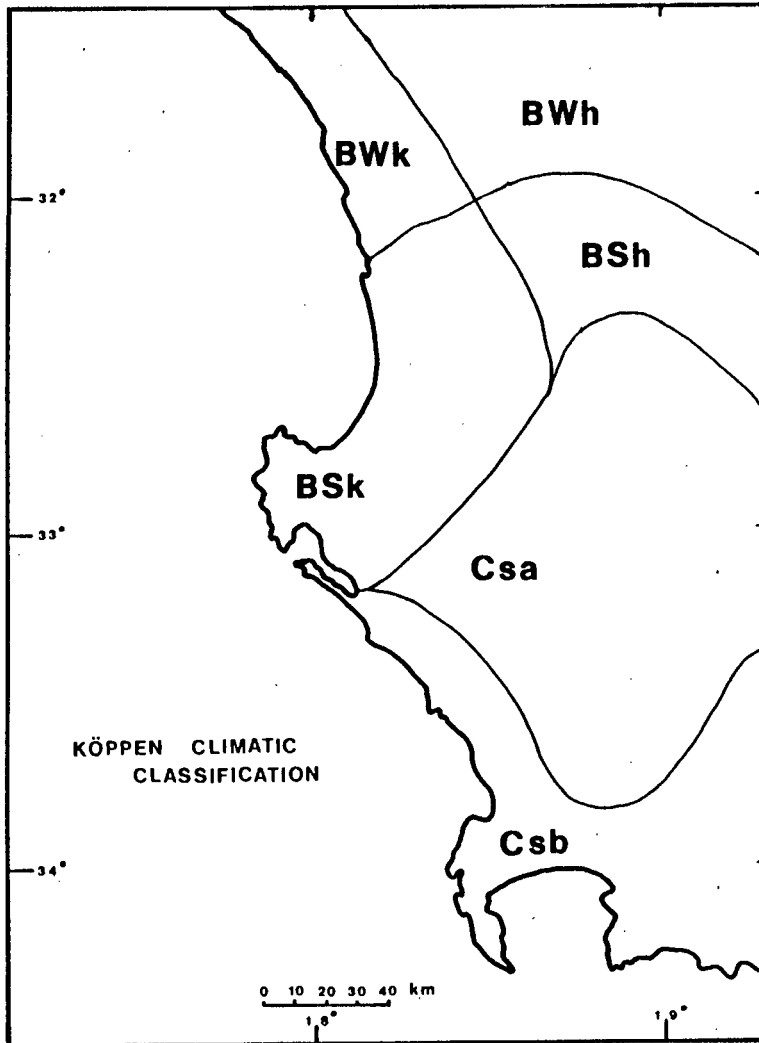 BWh
BWk
32°
BSh
BSk
33°
Csa
KÖPPEN CLIMATIC
CLASSIFICATION
Csb
34°
0 10 20 30 40 km
18° 19°